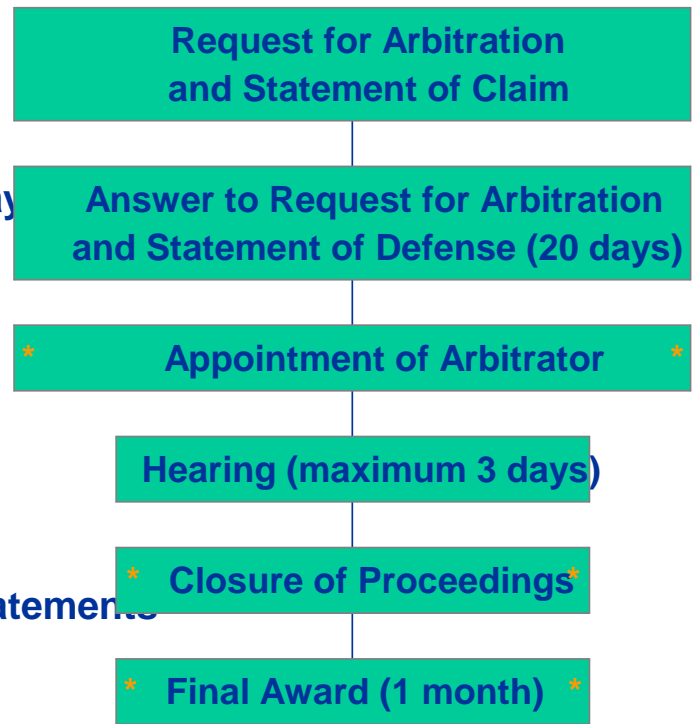 Request for Arbitration
and Statement of Claim
Answer to Request for Arbitration
and Statement of Defense (20 days)
* Appointment of Arbitrator *
Hearing (maximum 3 days)
* Closure of Proceedings *
* Final Award (1 month) *